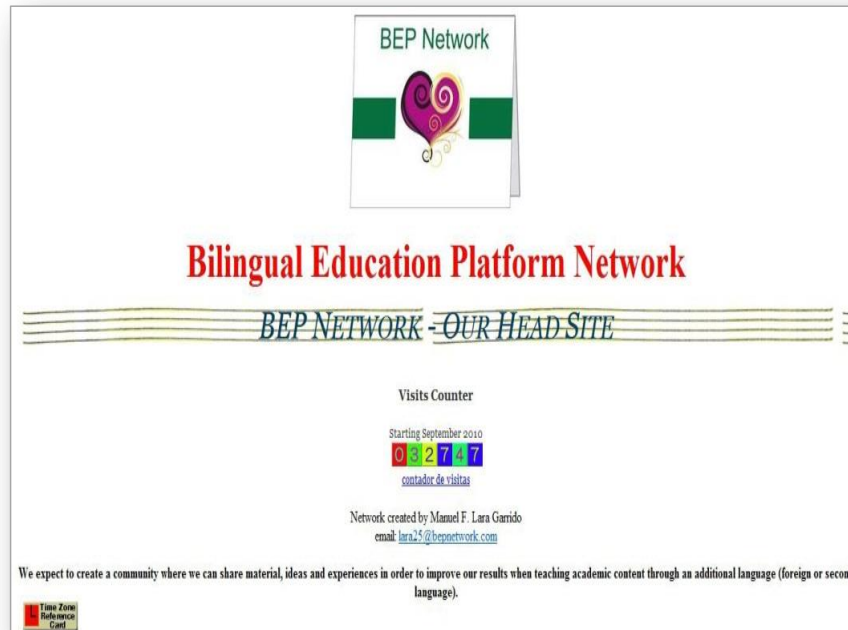 BEP Network
Bilingual Education Platform Network
BEP NETWORK - OUR HEAD SITE
Visits Counter
Starting September 2010
032747
contador de visitas
Network created by Manuel F. Lara Garrido
email: lara25@bepnetwork.com
We expect to create a community where we can share material, ideas and experiences in order to improve our results when teaching academic content through an additional language (foreign or secon
language).
Time Zone
Reference
Card